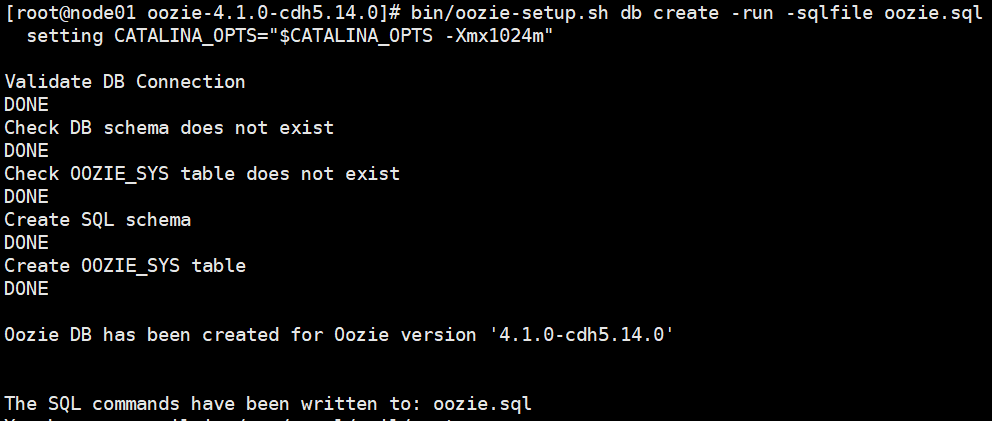 [root@node01 oozie-4.1.0-cdh5.14.0]# bin/oozie-setup.sh db create -run -sqlfile oozie.sql
setting CATALINA_OPTS="$CATALINA_OPTS -Xmx1024m"
Validate DB Connection
DONE
Check DB schema does not exist
DONE
Check OOZIE_SYS table does not exist
DONE
Create SQL schema
DONE
Create OOZIE_SYS table
DONE
Oozie DB has been created for Oozie version '4.1.0-cdh5.14.0'
The SQL commands have been written to: oozie.sql